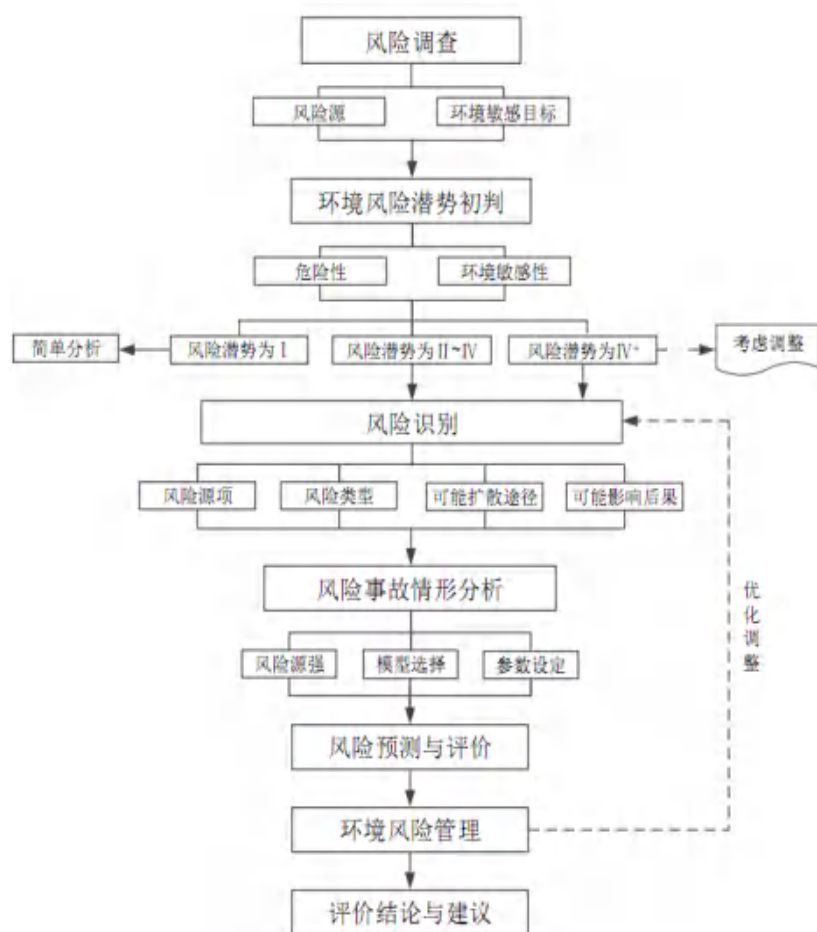 风险调查
风险源
环境敏感目标
环境风险潜势初判
危险性
环境敏感性
简单分析
风险潜势为Ⅰ
风险潜势为Ⅱ~Ⅳ
风险潜势为Ⅳ+
考虑调整
风险识别
风险源项
风险类型
可能扩散途径
可能影响后果
风险事故情形分析
风险源强
模型选择
参数设定
优化调整
风险预测与评价
环境风险管理
评价结论与建议